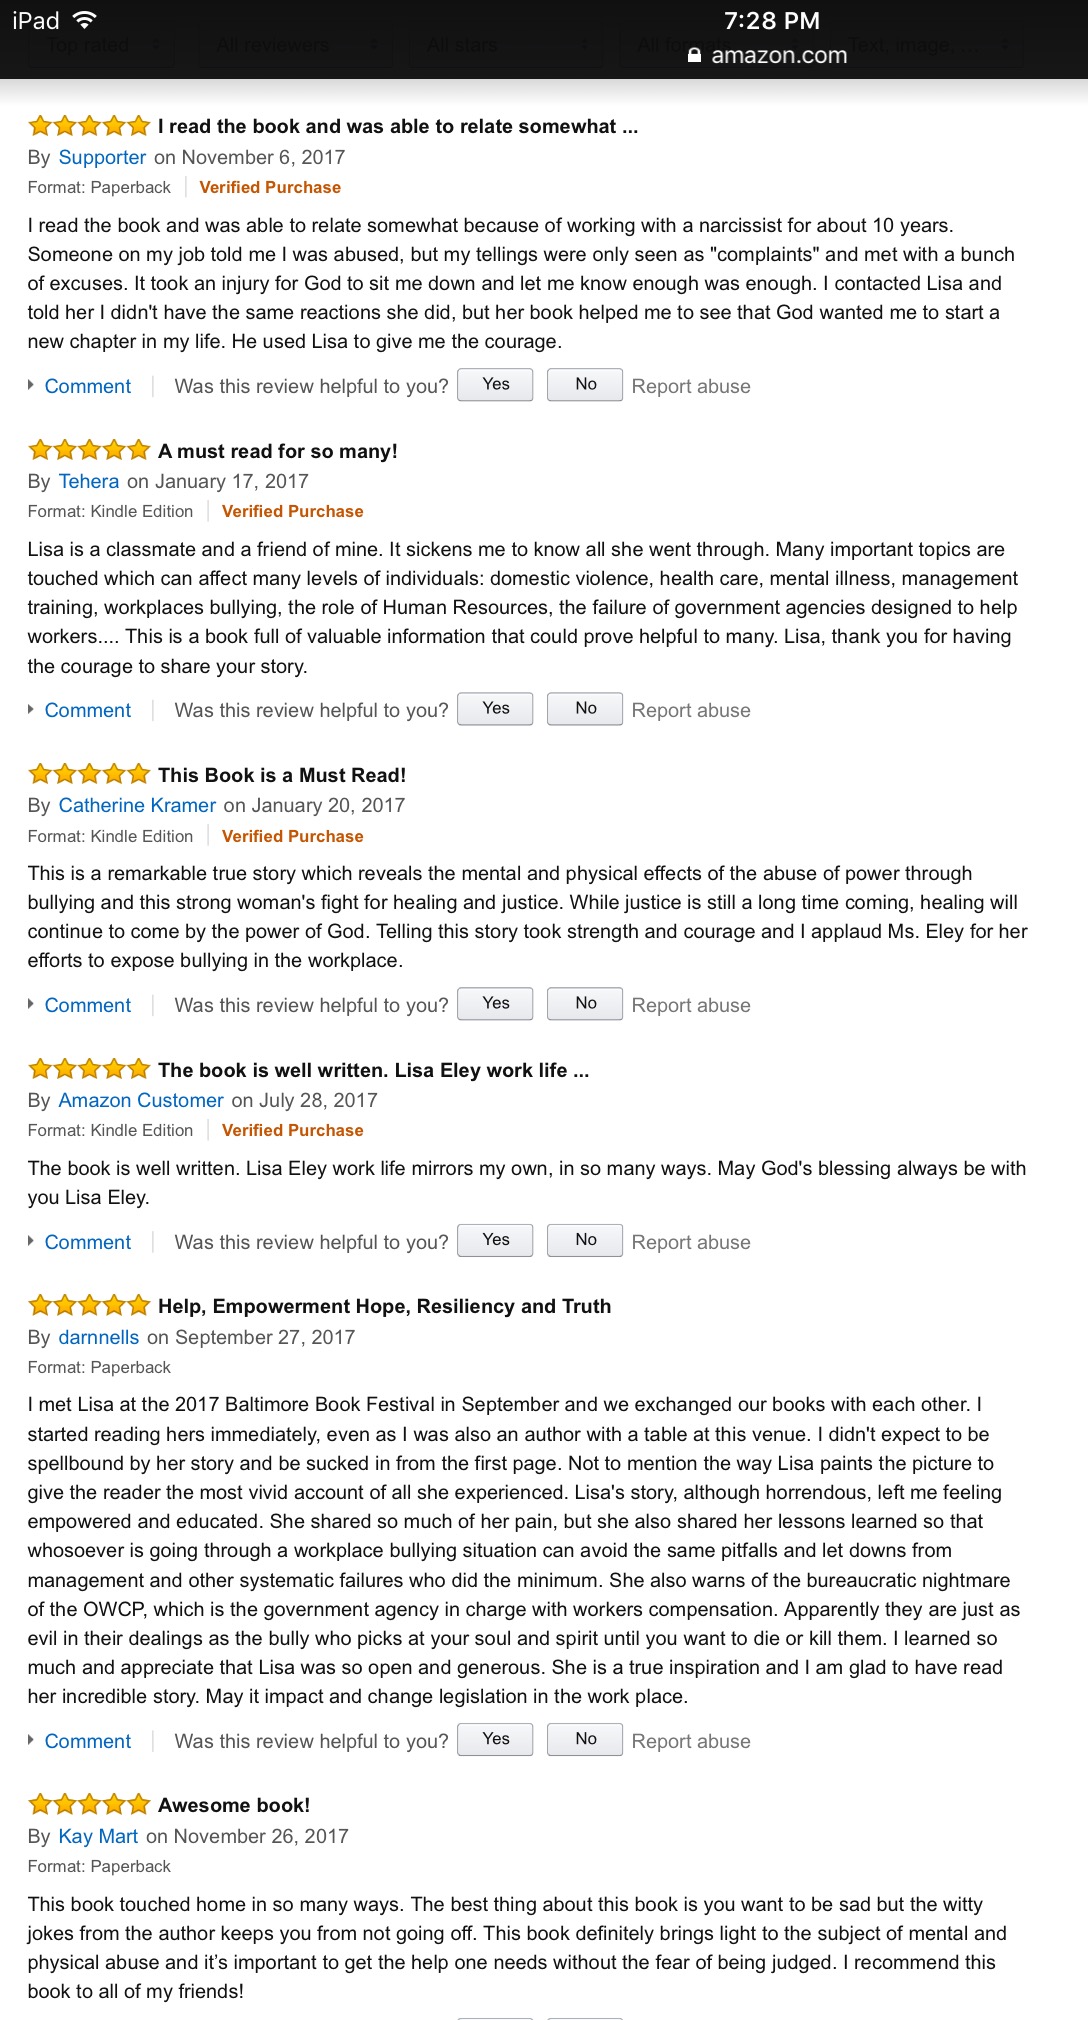 iPad
7:28 PM
amazon.com
Top rated All reviewers All stars All formats Text, image,
I read the book and was able to relate somewhat ...
By Supporter on November 6, 2017
Format: Paperback Verified Purchase
I read the book and was able to relate somewhat because of working with a narcissist for about 10 years.
Someone on my job told me I was abused, but my tellings were only seen as "complaints" and met with a bunch
of excuses. It took an injury for God to sit me down and let me know enough was enough. I contacted Lisa and
told her I didn't have the same reactions she did, but her book helped me to see that God wanted me to start a
new chapter in my life. He used Lisa to give me the courage.
Comment Was this review helpful to you? Yes No Report abuse
A must read for so many!
By Tehera on January 17, 2017
Format: Kindle Edition Verified Purchase
Lisa is a classmate and a friend of mine. It sickens me to know all she went through. Many important topics are
touched which can affect many levels of individuals: domestic violence, health care, mental illness, management
training, workplaces bullying, the role of Human Resources, the failure of government agencies designed to help
workers.... This is a book full of valuable information that could prove helpful to many. Lisa, thank you for having
the courage to share your story.
Comment Was this review helpful to you? Yes No Report abuse
This Book is a Must Read!
By Catherine Kramer on January 20, 2017
Format: Kindle Edition Verified Purchase
This is a remarkable true story which reveals the mental and physical effects of the abuse of power through
bullying and this strong woman's fight for healing and justice. While justice is still a long time coming, healing will
continue to come by the power of God. Telling this story took strength and courage and I applaud Ms. Eley for her
efforts to expose bullying in the workplace.
Comment Was this review helpful to you? Yes No Report abuse
The book is well written. Lisa Eley work life ...
By Amazon Customer on July 28, 2017
Format: Kindle Edition Verified Purchase
The book is well written. Lisa Eley work life mirrors my own, in so many ways. May God's blessing always be with
you Lisa Eley.
Comment Was this review helpful to you? Yes No Report abuse
Help, Empowerment Hope, Resiliency and Truth
By darnnells on September 27, 2017
Format: Paperback
I met Lisa at the 2017 Baltimore Book Festival in September and we exchanged our books with each other. I
started reading hers immediately, even as I was also an author with a table at this venue. I didn't expect to be
spellbound by her story and be sucked in from the first page. Not to mention the way Lisa paints the picture to
give the reader the most vivid account of all she experienced. Lisa's story, although horrendous, left me feeling
empowered and educated. She shared so much of her pain, but she also shared her lessons learned so that
whosoever is going through a workplace bullying situation can avoid the same pitfalls and let downs from
management and other systematic failures who did the minimum. She also warns of the bureaucratic nightmare
of the OWCP, which is the government agency in charge with workers compensation. Apparently they are just as
evil in their dealings as the bully who picks at your soul and spirit until you want to die or kill them. I learned so
much and appreciate that Lisa was so open and generous. She is a true inspiration and I am glad to have read
her incredible story. May it impact and change legislation in the work place.
Comment Was this review helpful to you? Yes No Report abuse
Awesome book!
By Kay Mart on November 26, 2017
Format: Paperback
This book touched home in so many ways. The best thing about this book is you want to be sad but the witty
jokes from the author keeps you from not going off. This book definitely brings light to the subject of mental and
physical abuse and it’s important to get the help one needs without the fear of being judged. I recommend this
book to all of my friends!